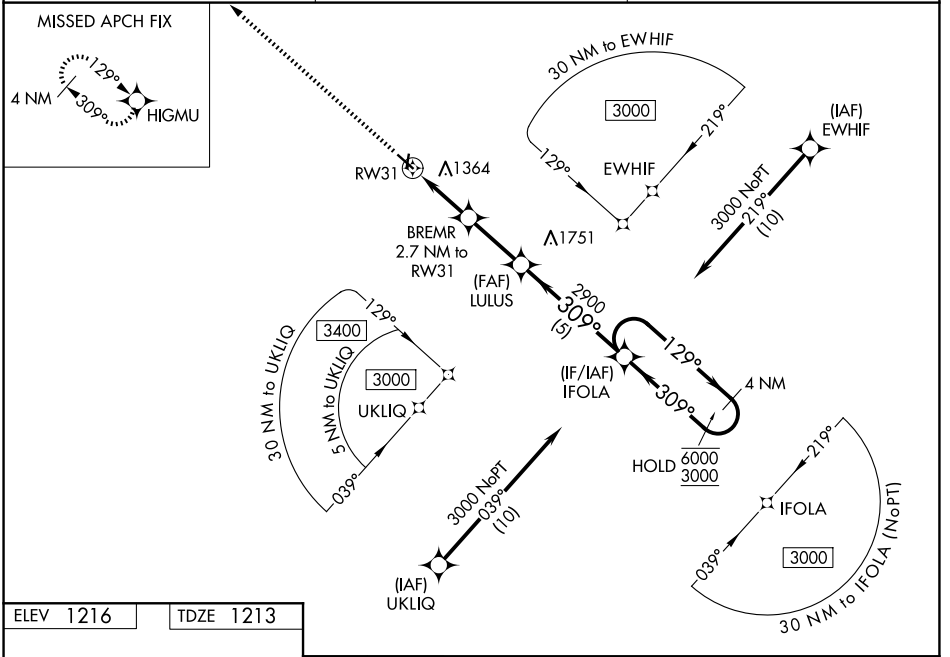 MISSED APCH FIX
129°
4 NM
309°
HIGMU
30 NM to EWHIF
3000
129°
219°
EWHIF
(IAF)
EWHIF
3000 NoPT
219°
(10)
RW31
1364
BREMR
2.7 NM to
RW31
1751
(FAF)
LULUS
2900
309°
(5)
(IF/IAF)
IFOLA
129°
309°
4 NM
HOLD 6000
3000
30 NM to UKLIQ
129°
3400
5 NM to UKLIQ
3000
UKLIQ
039°
3000 NoPT
039°
(10)
(IAF)
UKLIQ
219°
IFOLA
039°
3000
30 NM to IFOLA (NoPT)
ELEV 1216
TDZE 1213